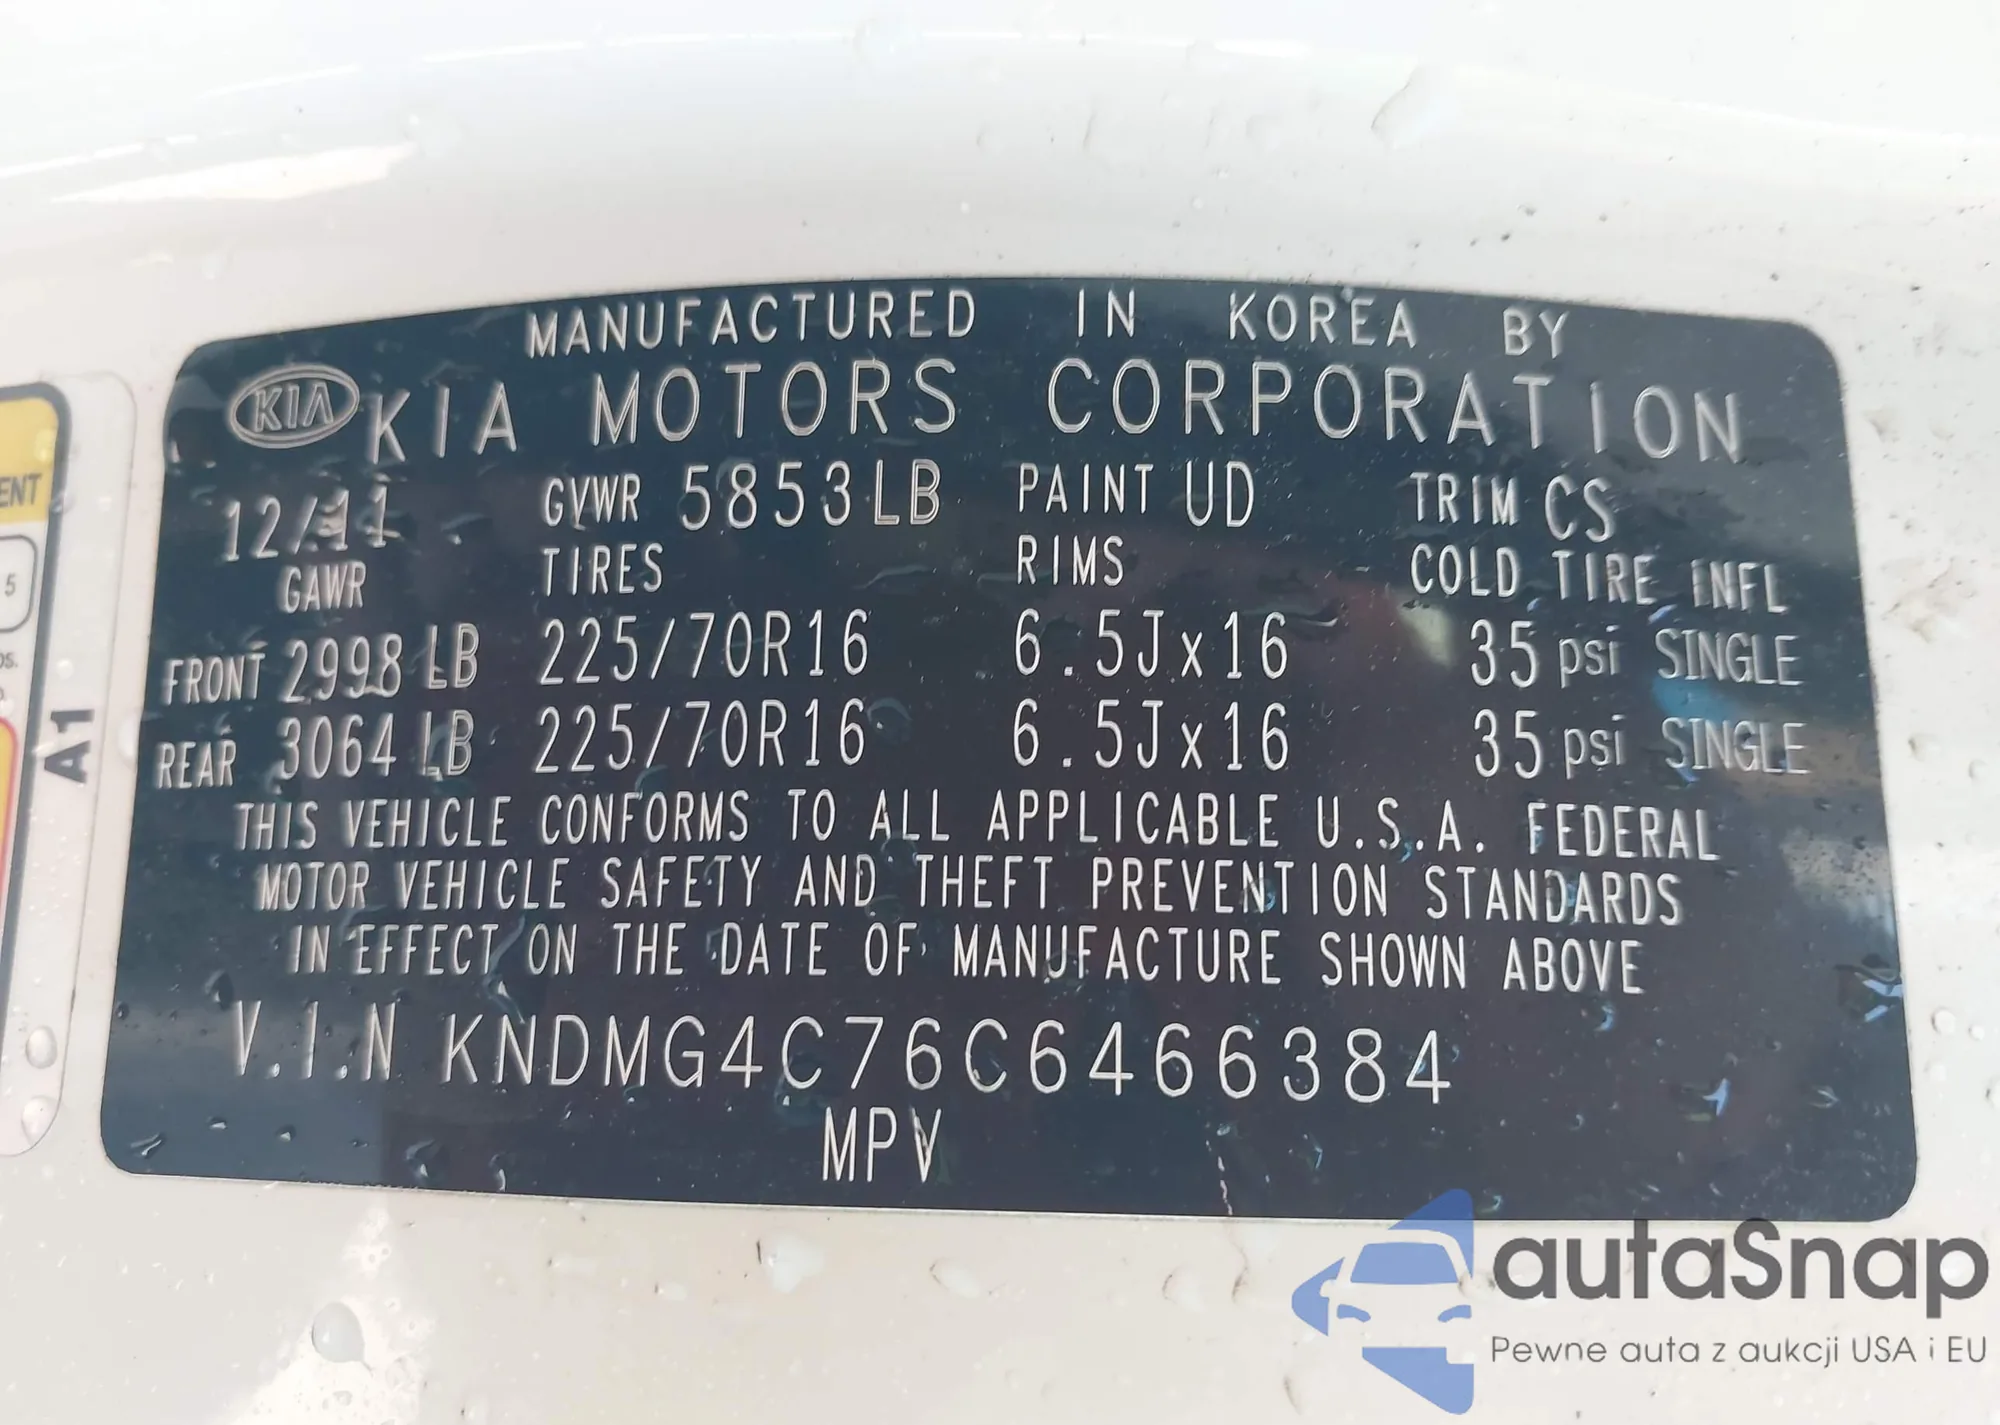 MANUFACTURED IN KOREA BY
KIA KIA MOTORS CORPORATION
12/11 GVWR 5853LB PAINT UD TRIM CS
GAWR TIRES RIMS COLD TIRE INFL
FRONT 2998 LB 225/70R16 6.5Jx16 35 psi SINGLE
REAR 3064 LB 225/70R16 6.5Jx16 35 psi SINGLE
THIS VEHICLE CONFORMS TO ALL APPLICABLE U.S.A. FEDERAL
MOTOR VEHICLE SAFETY AND THEFT PREVENTION STANDARDS
IN EFFECT ON THE DATE OF MANUFACTURE SHOWN ABOVE
V.I.N KNDMG4C76C6466384
MPV
5
A1
autaSnap
Pewne auta z aukcji USA i EU